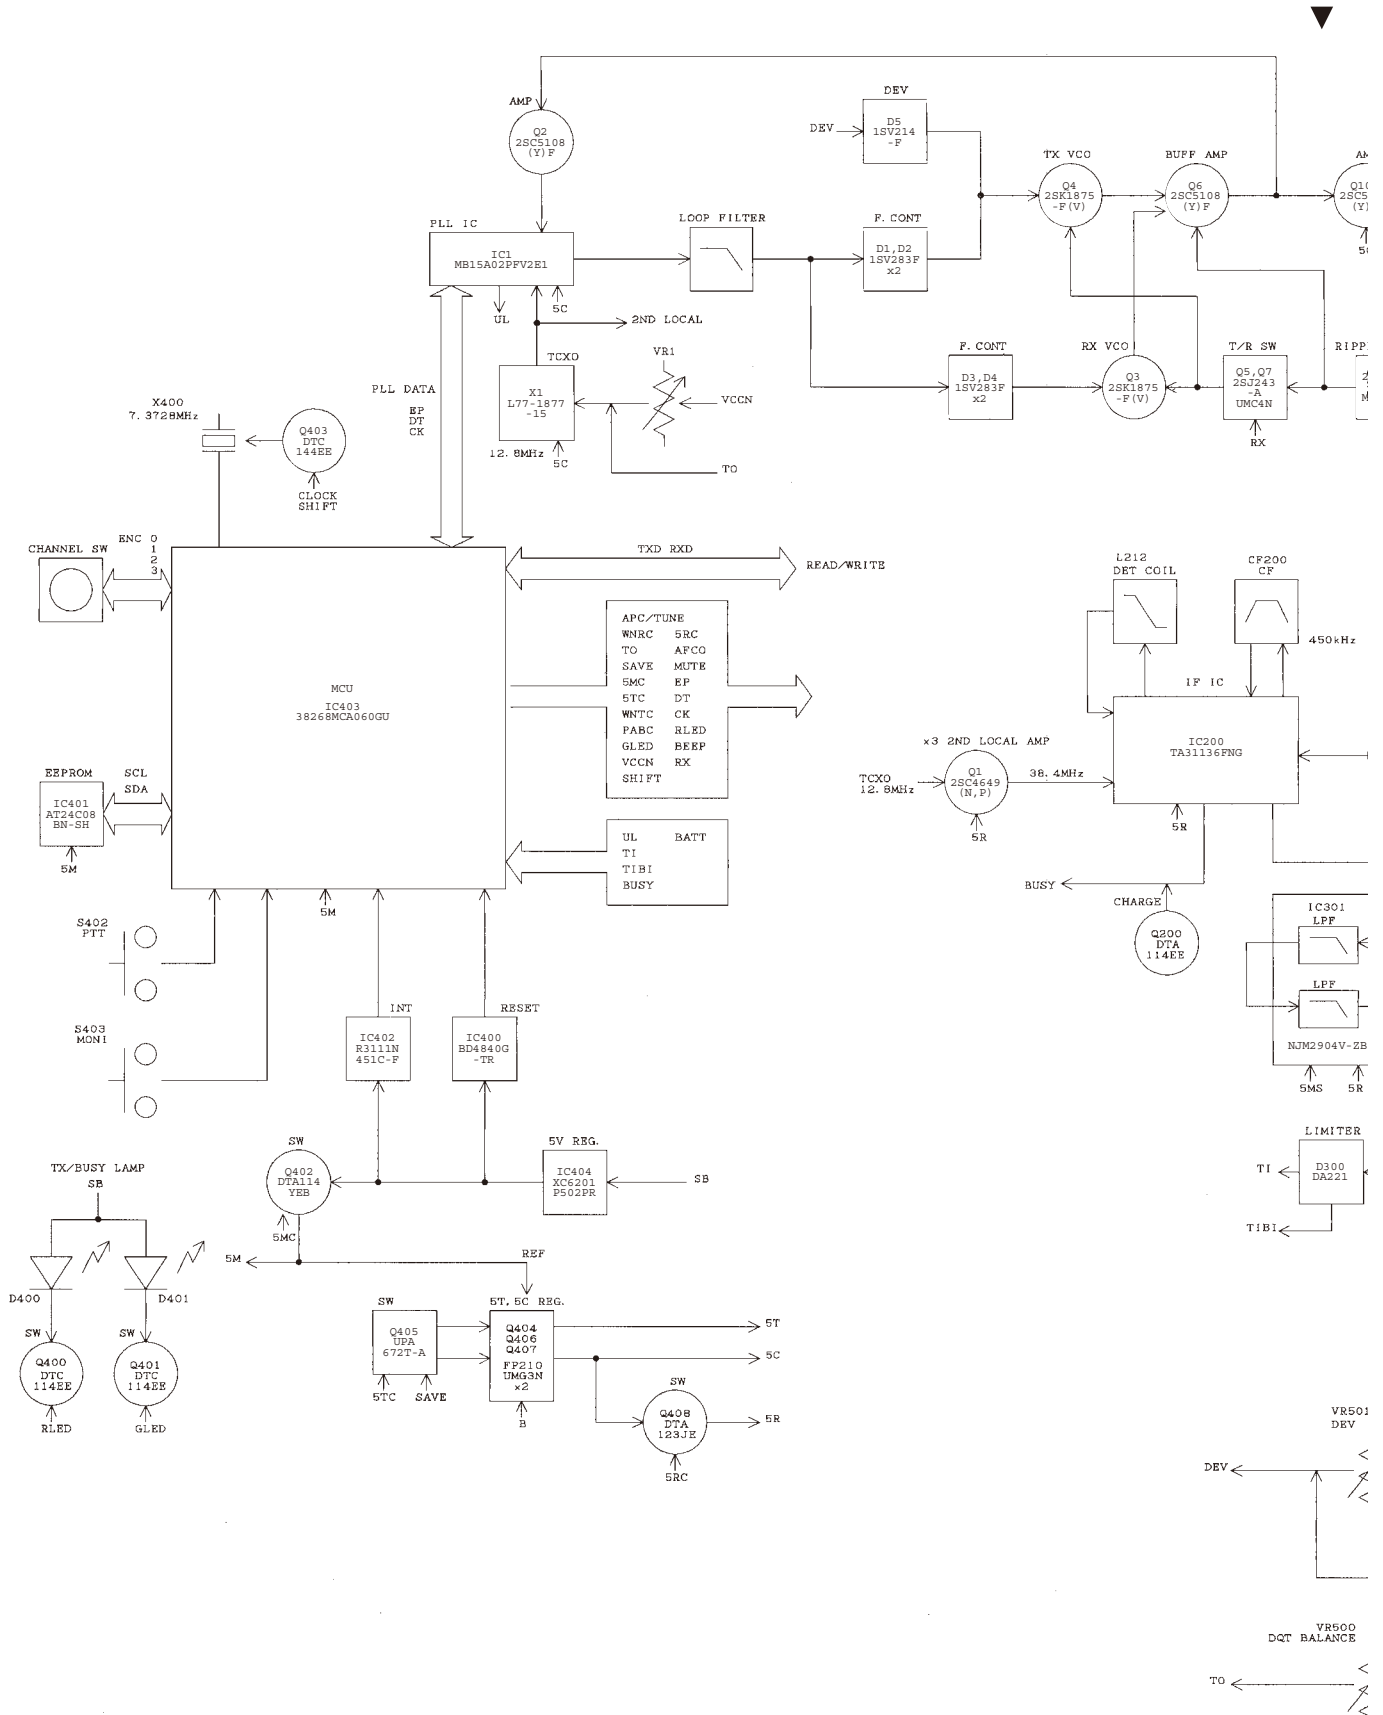 DEV
AMP
Q2
2SC5108
(Y)F
DEV
D5
1SV214
-F
TX VCO
Q4
2SK1875
-F(V)
BUFF AMP
Q6
2SC5108
(Y)F
PLL IC
IC1
MB15A02PFV2E1
LOOP FILTER
F.CONT
D1,D2
1SV283F
x2
UL
5C
2ND LOCAL
TCXO
X1
L77-1877
-15
12.8MHz
5C
VR1
VCCN
TO
F.CONT
D3,D4
1SV283F
x2
RX VCO
Q3
2SK1875
-F(V)
T/R SW
Q5,Q7
2SJ243
-A
UMC4N
RX
PLL DATA
EP
DT
CK
X400
7.3728MHz
Q403
DTC
144EE
CLOCK
SHIFT
CHANNEL SW
ENC 0
1
2
3
TXD RXD
READ/WRITE
MCU
IC403
38268MCA060GU
APC/TUNE
WNRC 5RC
TO AFCO
SAVE MUTE
5MC EP
5TC DT
WNTC CK
PABC RLED
GLED BEEP
VCCN RX
SHIFT
UL BATT
TI
TIBI
BUSY
EEPROM
IC401
AT24C08
BN-SH
SCL
SDA
5M
5M
L212
DET COIL
CF200
CF
450kHz
IF IC
IC200
TA31136FNG
x3 2ND LOCAL AMP
Q1
2SC4649
(N,P)
38.4MHz
TCXO
12.8MHz
5R
5R
BUSY
CHARGE
Q200
DTA
114EE
IC301
LPF
LPF
NJM2904V-ZB
5MS
5R
S402
PTT
S403
MONI
INT
IC402
R3111N
451C-F
RESET
IC400
BD4840G
-TR
SW
Q402
DTA114
YEB
5MC
5V REG.
IC404
XC6201
P502PR
SB
LIMITER
D300
DA221
TI
TIBI
TX/BUSY LAMP
SB
D400
D401
SW
Q400
DTC
114EE
RLED
SW
Q401
DTC
114EE
GLED
5M
REF
SW
Q405
UPA
672T-A
5TC
SAVE
5T,5C REG.
Q404
Q406
Q407
FP210
UMG3N
x2
B
5T
5C
SW
Q408
DTA
123JE
5R
5RC
VR501
DEV
DEV
VR500
DQT BALANCE
TO